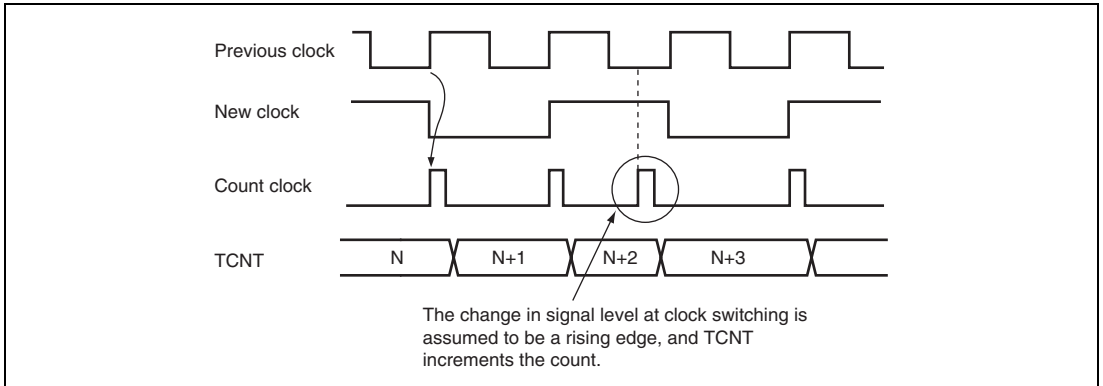 Previous clock
New clock
Count clock
TCNT
N
N+1
N+2
N+3
The change in signal level at clock switching is
assumed to be a rising edge, and TCNT
increments the count.